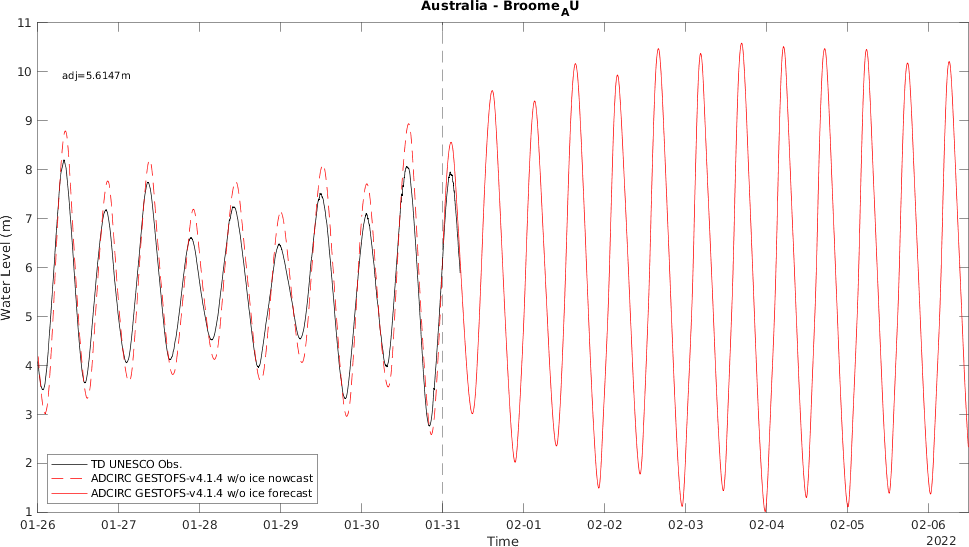 Australia - Broome_AU
adj=5.6147m
11
10
9
8
7
6
5
4
3
2
1
Water Level (m)
TD UNESCO Obs.
ADCIRC GESTOFS-v4.1.4 w/o ice nowcast
ADCIRC GESTOFS-v4.1.4 w/o ice forecast
01-26 01-27 01-28 01-29 01-30 01-31 02-01 02-02 02-03 02-04 02-05 02-06
Time
2022